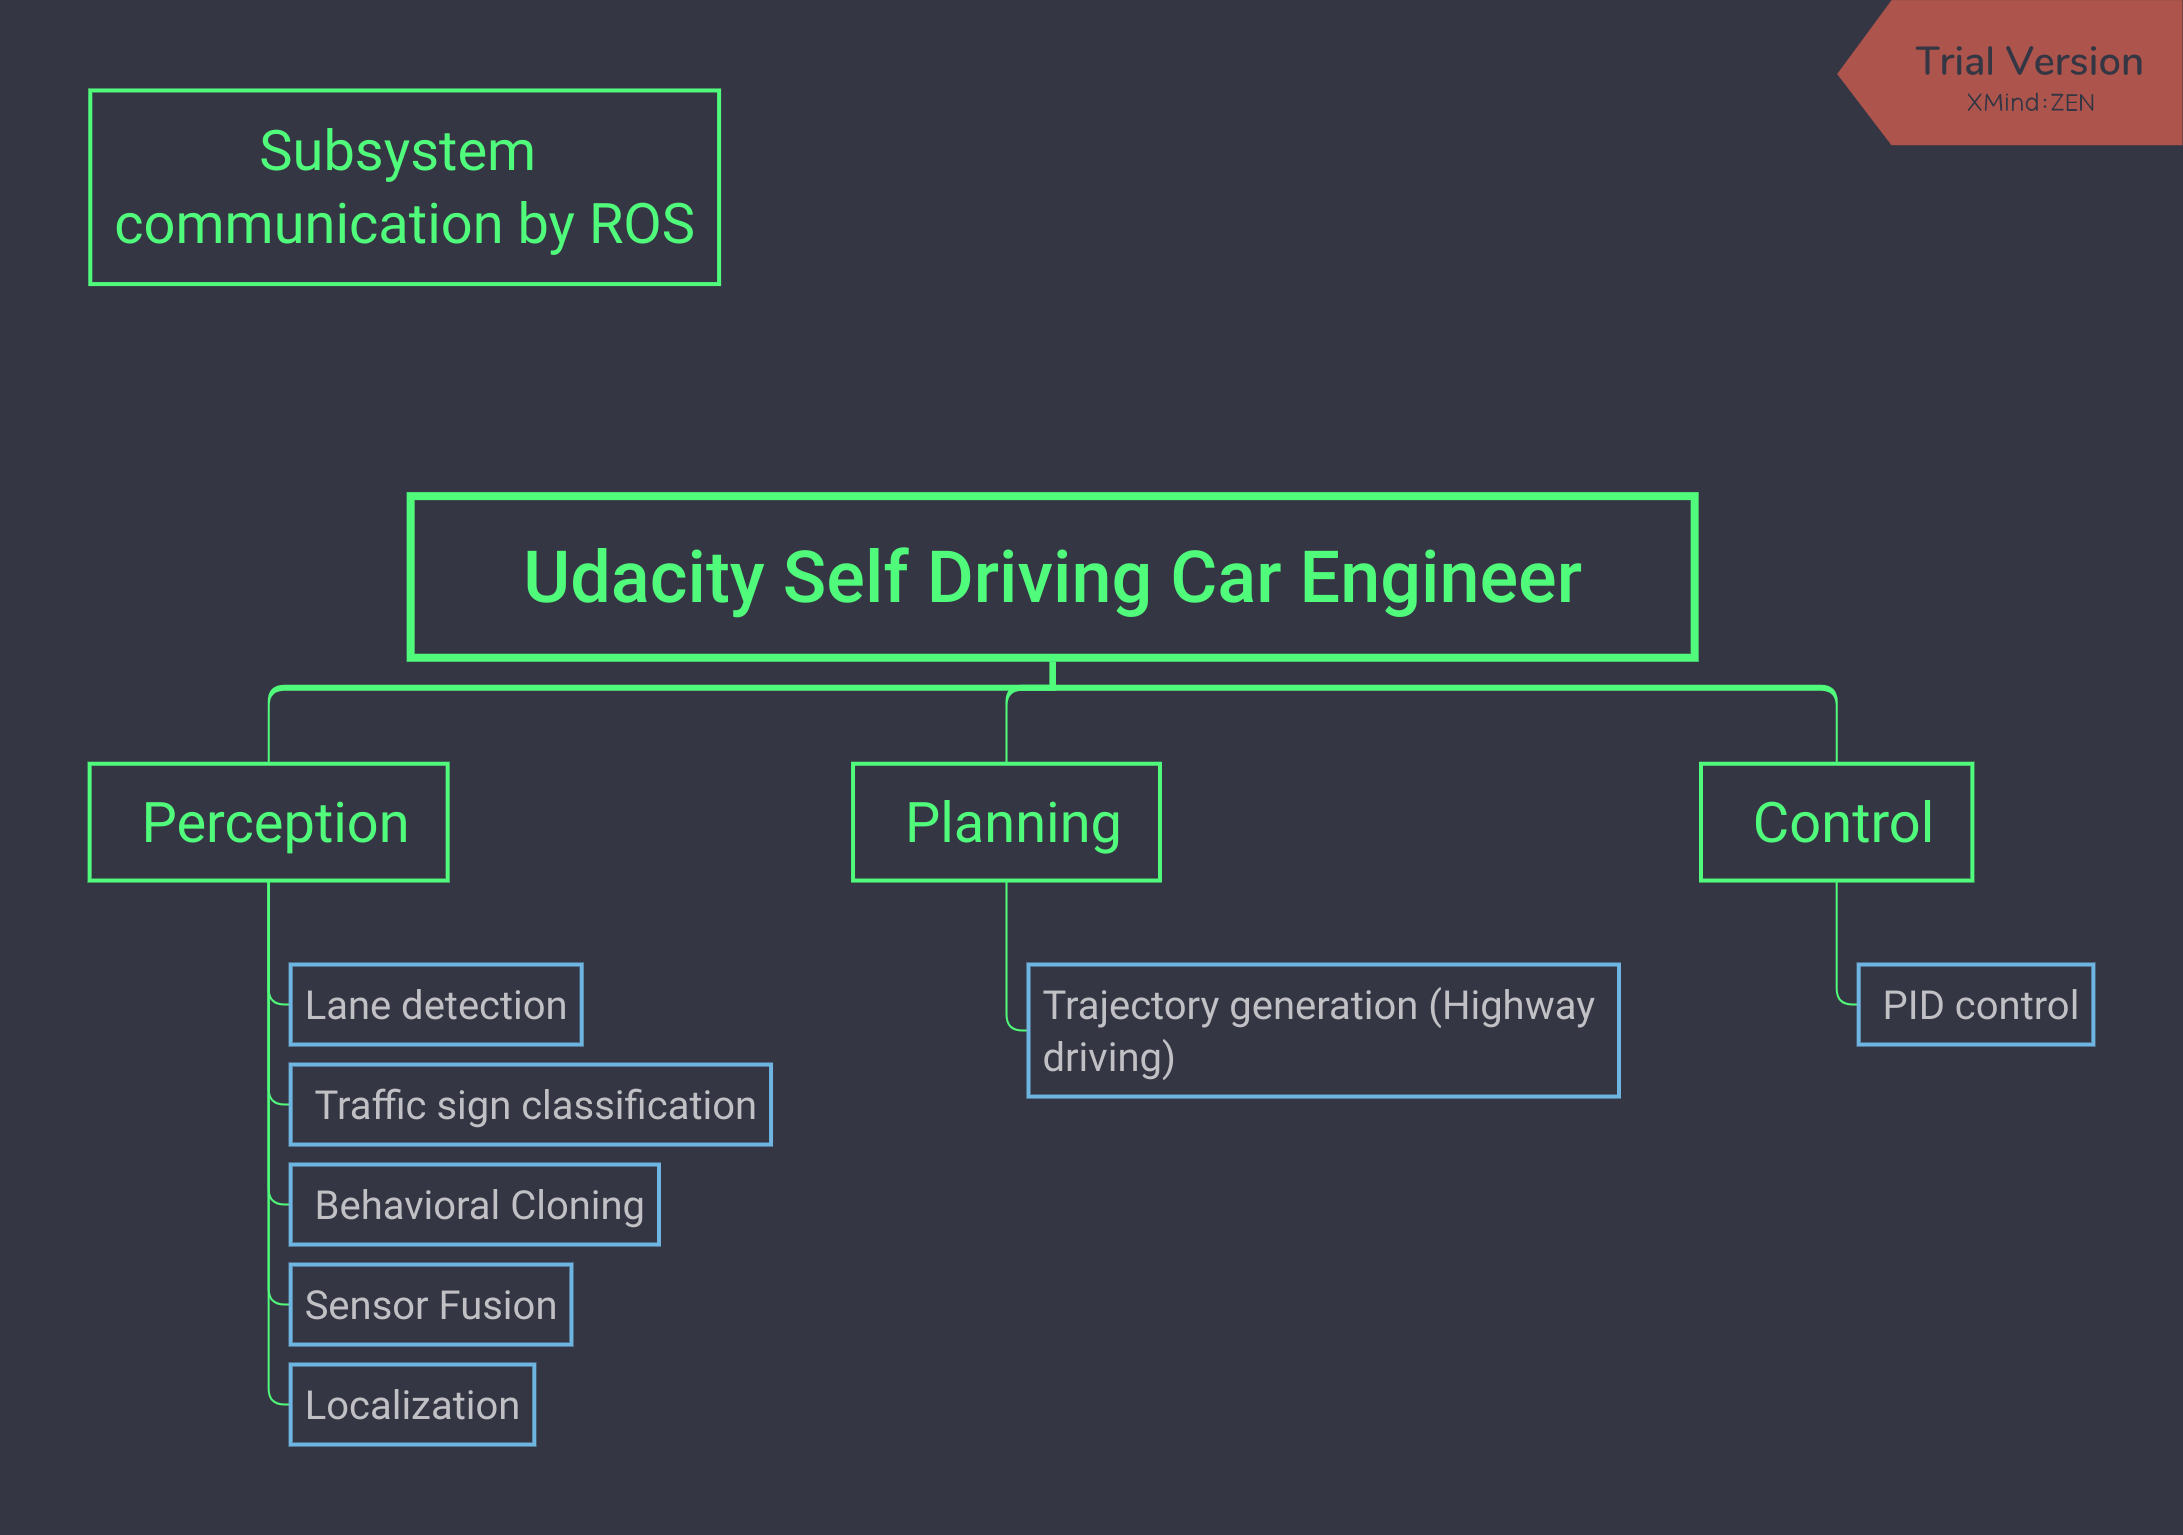 Trial Version
XMind:ZEN
Subsystem
communication by ROS
Udacity Self Driving Car Engineer
Perception
Planning
Control
Lane detection
Traffic sign classification
Behavioral Cloning
Sensor Fusion
Localization
Trajectory generation (Highway
driving)
PID control